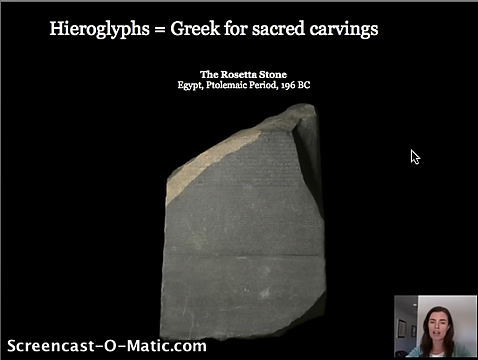 Hieroglyphs = Greek for sacred carvings
The Rosetta Stone
Egypt, Ptolemaic Period, 196 BC
Screencast-O-Matic.com